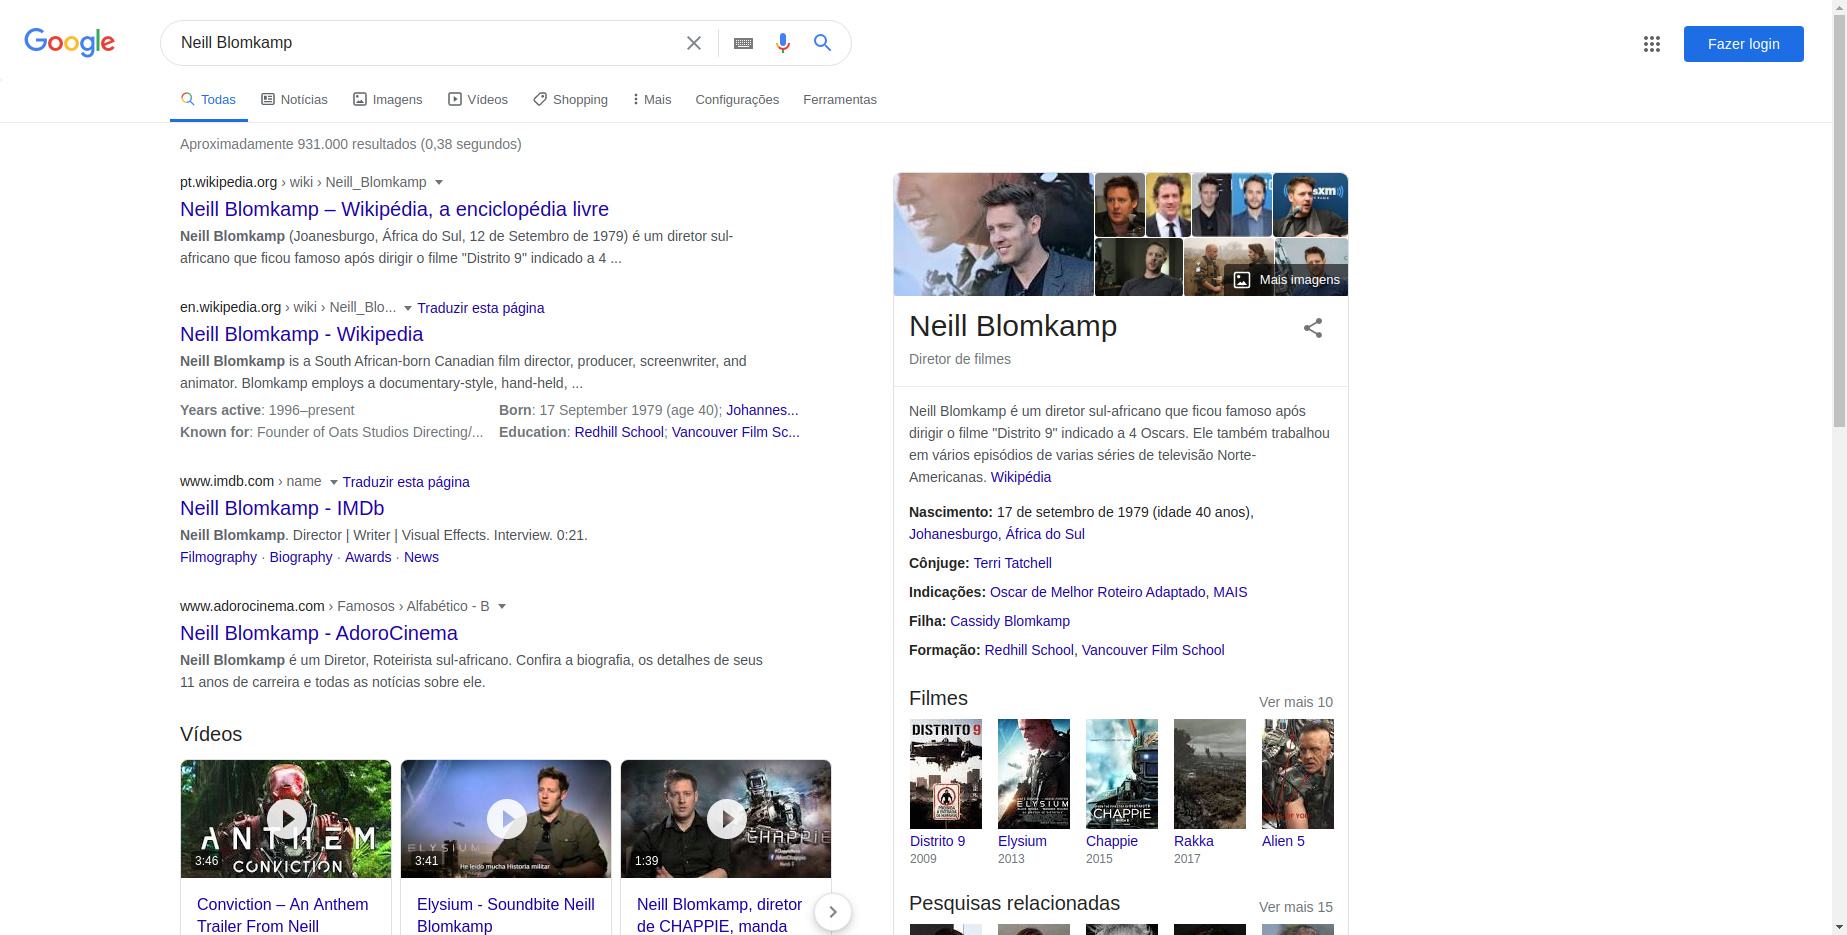 Google
Neill Blomkamp
Fazer login
Todas
Notícias
Imagens
Vídeos
Shopping
Mais
Configurações
Ferramentas
Aproximadamente 931.000 resultados (0,38 segundos)
pt.wikipedia.org › wiki › Neill_Blomkamp
Neill Blomkamp – Wikipédia, a enciclopédia livre
Neill Blomkamp (Joanesburgo, África do Sul, 12 de Setembro de 1979) é um diretor sul-
africano que ficou famoso após dirigir o filme "Distrito 9" indicado a 4 ...
en.wikipedia.org › wiki › Neill_Blo... Traduzir esta página
Neill Blomkamp - Wikipedia
Neill Blomkamp is a South African-born Canadian film director, producer, screenwriter, and
animator. Blomkamp employs a documentary-style, hand-held, ...
Years active: 1996–present
Born: 17 September 1979 (age 40); Johannes...
Known for: Founder of Oats Studios Directing/...
Education: Redhill School; Vancouver Film Sc...
www.imdb.com › name Traduzir esta página
Neill Blomkamp - IMDb
Neill Blomkamp. Director | Writer | Visual Effects. Interview. 0:21.
Filmography · Biography · Awards · News
www.adorocinema.com › Famosos › Alfabético - B
Neill Blomkamp - AdoroCinema
Neill Blomkamp é um Diretor, Roteirista sul-africano. Confira a biografia, os detalhes de seus
11 anos de carreira e todas as notícias sobre ele.
Vídeos
ANTHEM
3:46
CONVICTION
Conviction – An Anthem
Trailer From Neill
ELYSIUM
3:41
He leído mucha Historia militar
Elysium - Soundbite Neill
Blomkamp
CHAPPiE
1:39
Neill Blomkamp, diretor
de CHAPPIE, manda
sxm
Mais imagens
Neill Blomkamp
Diretor de filmes
Neill Blomkamp é um diretor sul-africano que ficou famoso após
dirigir o filme "Distrito 9" indicado a 4 Oscars. Ele também trabalhou
em vários episódios de varias séries de televisão Norte-
Americanas. Wikipédia
Nascimento: 17 de setembro de 1979 (idade 40 anos),
Johanesburgo, África do Sul
Cônjuge: Terri Tatchell
Indicações: Oscar de Melhor Roteiro Adaptado, MAIS
Filha: Cassidy Blomkamp
Formação: Redhill School, Vancouver Film School
Filmes
Ver mais 10
DISTRITO 9
ELYSIUM
CHAPPiE
Distrito 9
2009
Elysium
2013
Chappie
2015
Rakka
2017
Alien 5
Pesquisas relacionadas
Ver mais 15